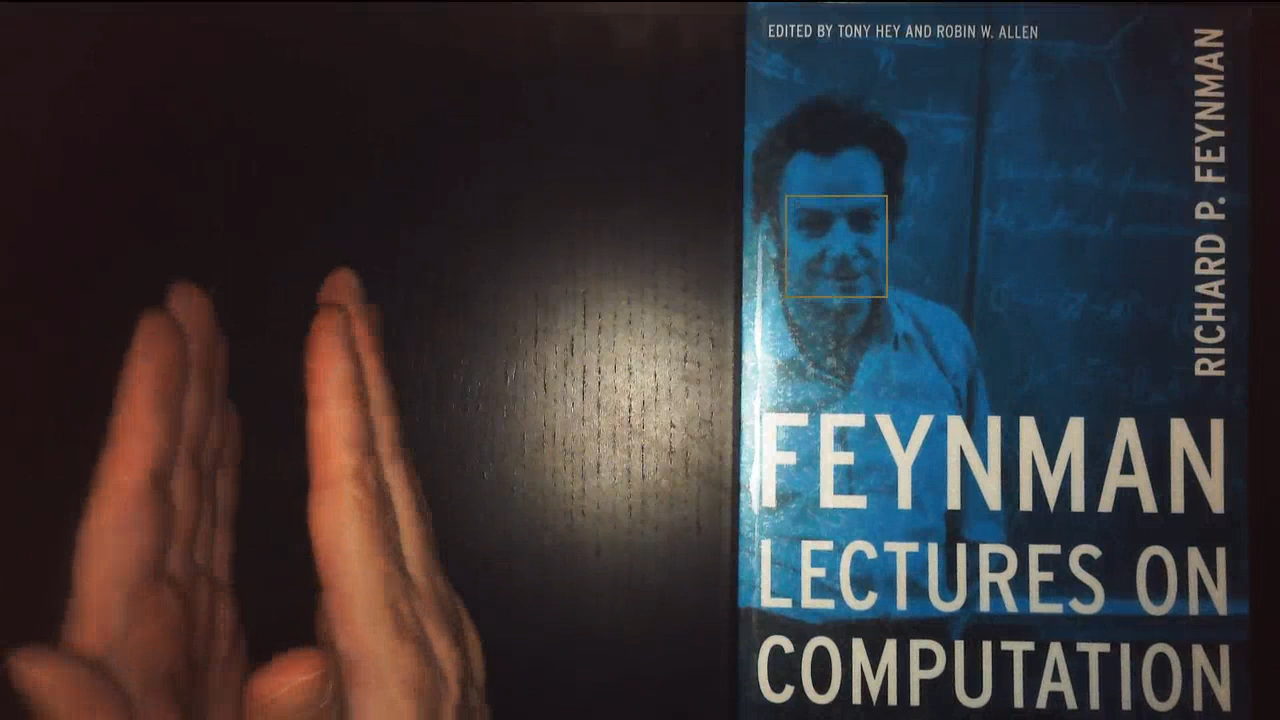 EDITED BY TONY HEY AND ROBIN W. ALLEN
RICHARD P. FEYNMAN
FEYNMAN
LECTURES ON
COMPUTATION